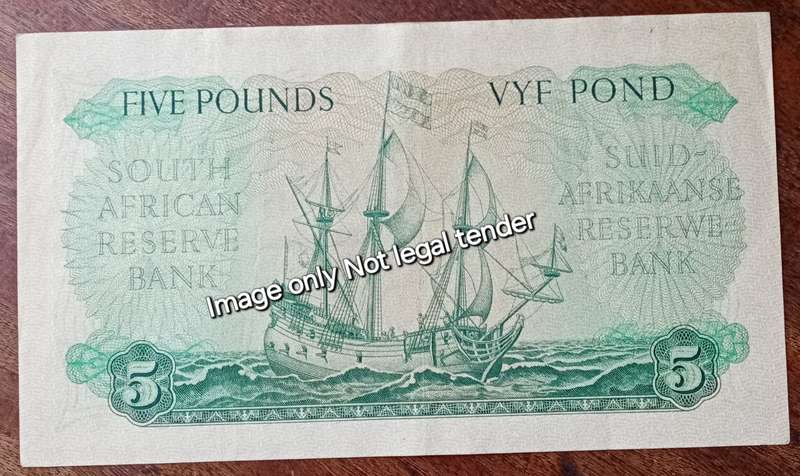 FIVE POUNDS
VYF POND
SOUTH
AFRICAN
RESERVE
BANK
SUID-
AFRIKAANSE
RESERWE-
BANK
Image only Not legal tender
5
5